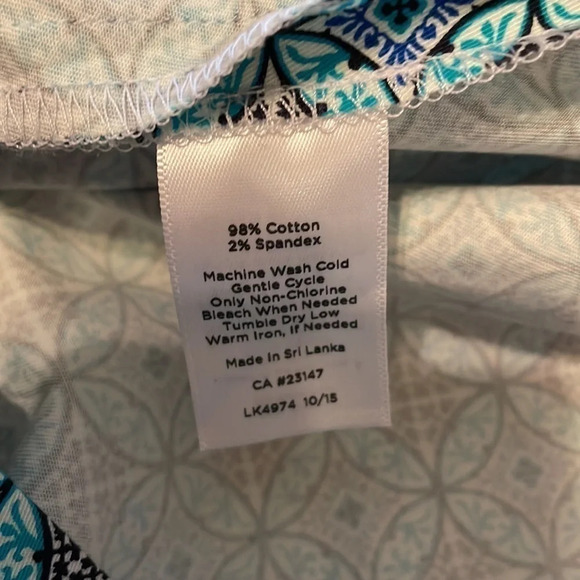 98% Cotton
2% Spandex
Machine Wash Cold
Gentle Cycle
Only Non-Chlorine
Bleach When Needed
Tumble Dry Low
Warm Iron, If Needed
Made In Sri Lanka
CA #23147
LK4974 10/15